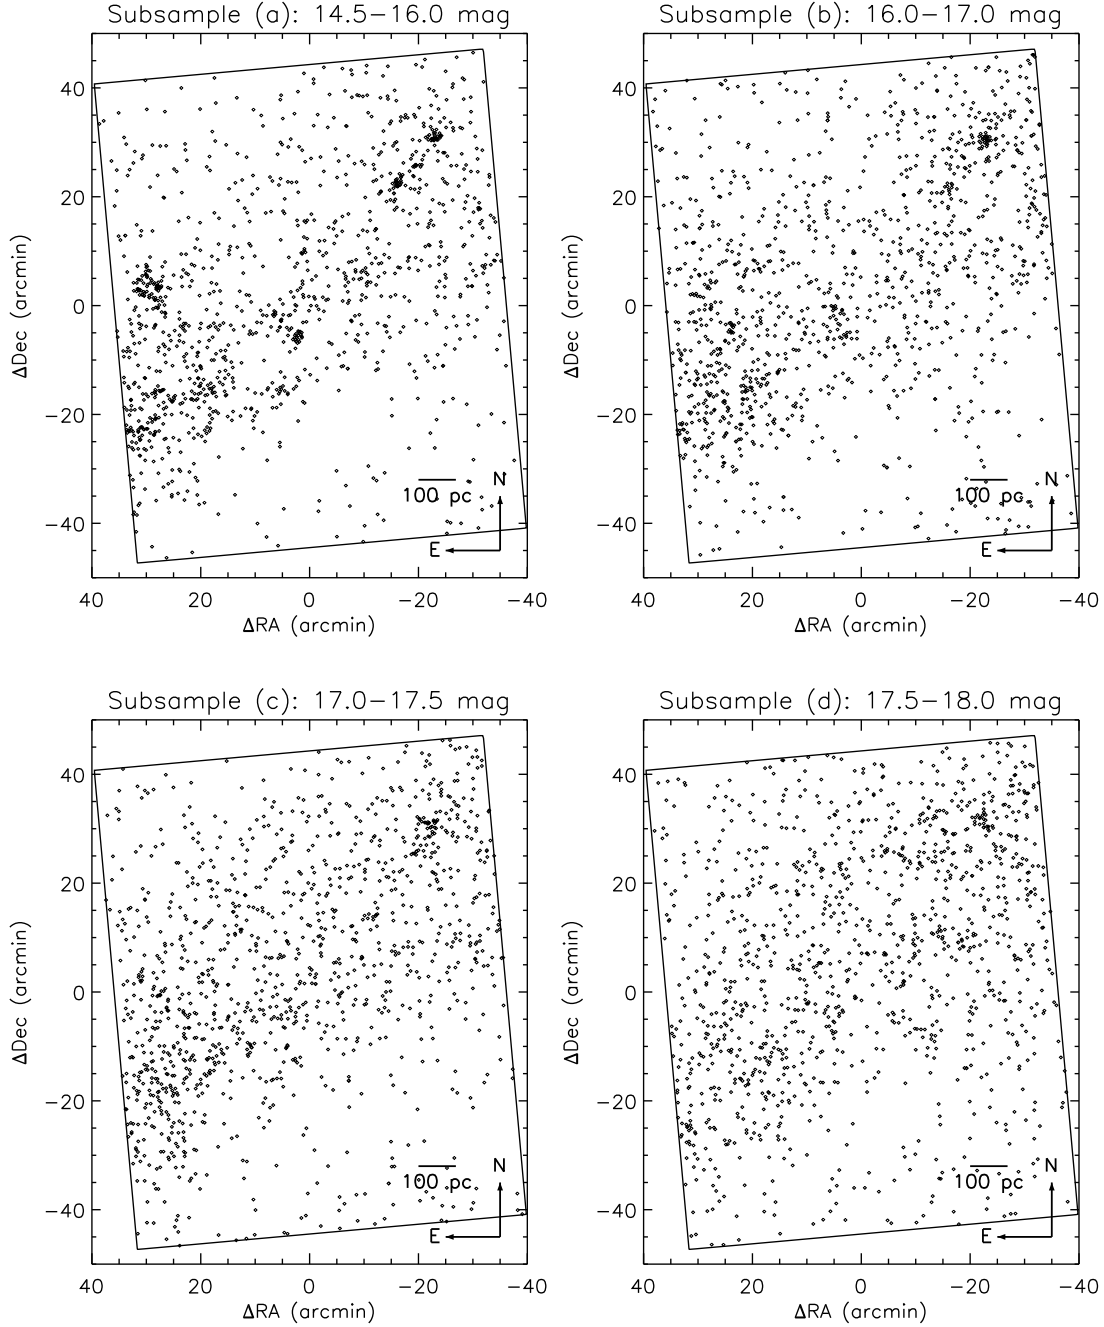 Subsample (a): 14.5−16.0 mag
Subsample (b): 16.0−17.0 mag
40
20
0
−20
−40
ΔDec (arcmin)
100 pc
N
E
40 20 0 −20 −40
ΔRA (arcmin)
40
20
0
−20
−40
ΔDec (arcmin)
100 pc
N
E
40 20 0 −20 −40
ΔRA (arcmin)
Subsample (c): 17.0−17.5 mag
Subsample (d): 17.5−18.0 mag
40
20
0
−20
−40
ΔDec (arcmin)
100 pc
N
E
40 20 0 −20 −40
ΔRA (arcmin)
40
20
0
−20
−40
ΔDec (arcmin)
100 pc
N
E
40 20 0 −20 −40
ΔRA (arcmin)